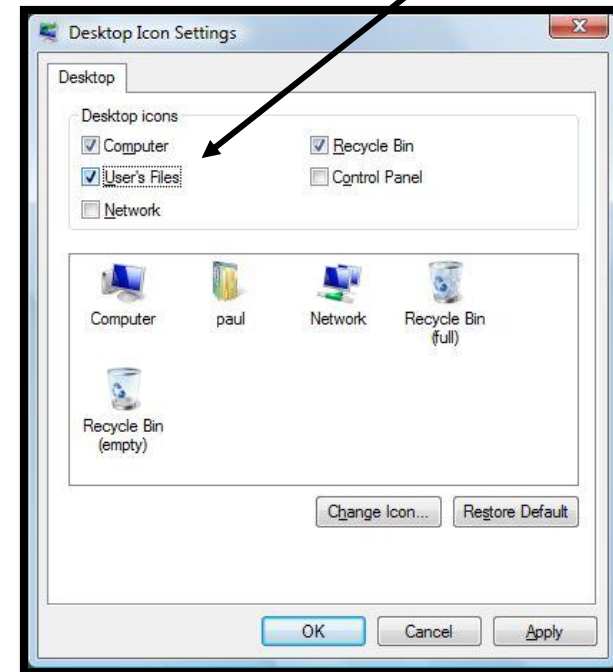 Desktop Icon Settings
Desktop
Desktop icons
Computer
Recycle Bin
User's Files
Control Panel
Network
Computer
paul
Network
Recycle Bin
(full)
Recycle Bin
(empty)
Change Icon...
Restore Default
OK
Cancel
Apply